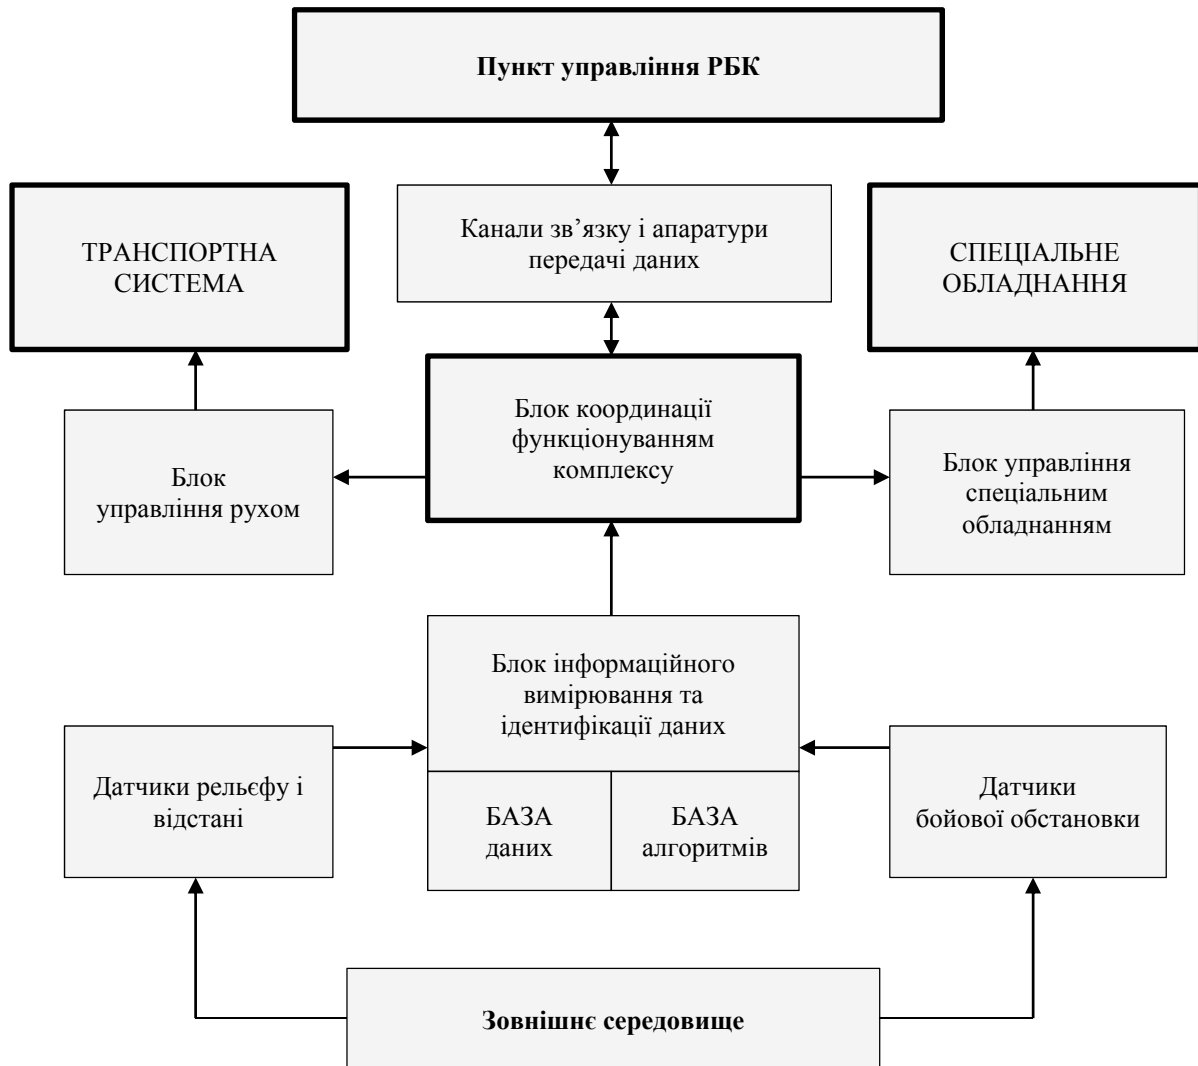 Пункт управління РБК
ТРАНСПОРТНА
СИСТЕМА
Канали зв’язку і апаратури
передачі даних
СПЕЦІАЛЬНЕ
ОБЛАДНАННЯ
Блок
управління рухом
Блок координації
функціонуванням
комплексу
Блок управління
спеціальним
обладнанням
Блок інформаційного
вимірювання та
ідентифікації даних
Датчики рельєфу і
відстані
БАЗА
даних
БАЗА
алгоритмів
Датчики
бойової обстановки
Зовнішнє середовище